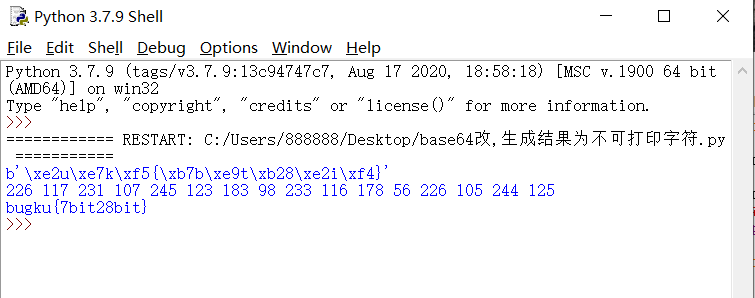 Python 3.7.9 Shell
File Edit Shell Debug Options Window Help
Python 3.7.9 (tags/v3.7.9:13c94747c7, Aug 17 2020, 18:58:18) [MSC v.1900 64 bit
(AMD64)] on win32
Type "help", "copyright", "credits" or "license()" for more information.
>>>
============ RESTART: C:/Users/888888/Desktop/base64改,生成结果为不可打印字符.py
===========
b'\xe2u\xe7k\xf5{\xb7b\xe9t\xb28\xe2i\xf4}'
226 117 231 107 245 123 183 98 233 116 178 56 226 105 244 125
bugku{7bit28bit}
>>>